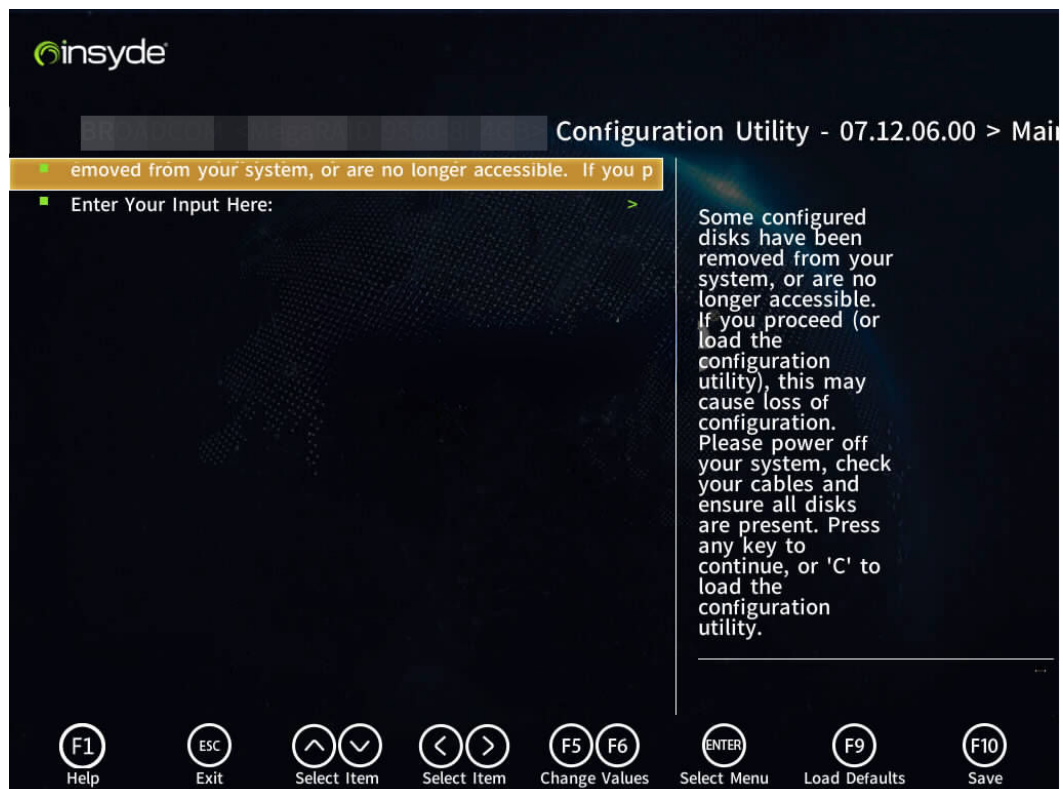 insyde
Configuration Utility - 07.12.06.00 > Mai
emoved from your system, or are no longer accessible. If you p
Enter Your Input Here: >
Some configured
disks have been
removed from your
system, or are no
longer accessible.
If you proceed (or
load the
configuration
utility), this may
cause loss of
configuration.
Please power off
your system, check
your cables and
ensure all disks
are present. Press
any key to
continue, or 'C' to
load the
configuration
utility.
F1 ESC F5 F6 ENTER F9 F10
Help Exit Select Item Select Item Change Values Select Menu Load Defaults Save